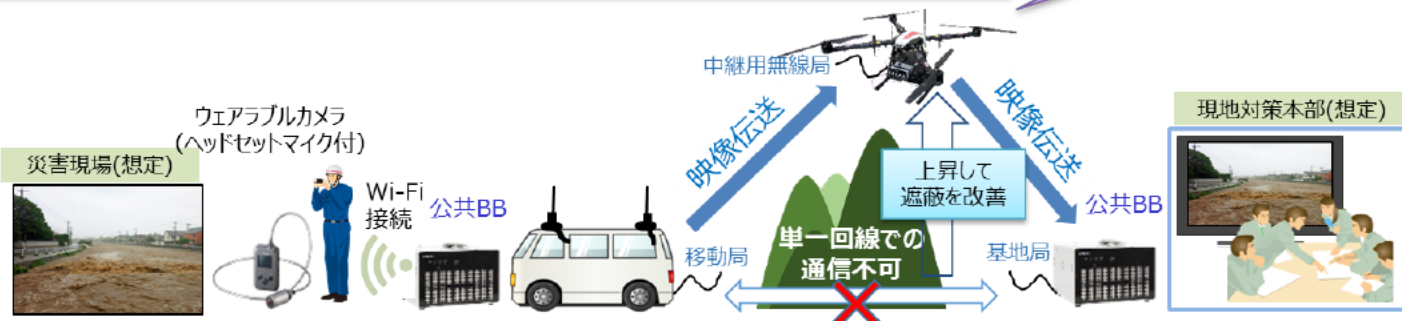 災害現場(想定)
ウェアラブルカメラ
(ヘッドセットマイク付)
Wi-Fi
接続
公共BB
移動局
映像伝送
中継用無線局
単一回線での
通信不可
上昇して
遮蔽を改善
映像伝送
基地局
公共BB
現地対策本部(想定)